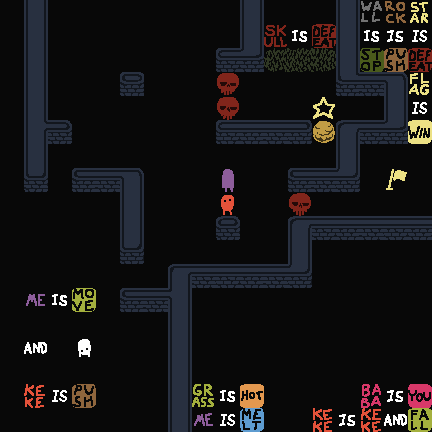 WALL ROCK STAR
SKULL IS DEFEAT IS IS IS
STOP PUSH DEFEAT
FLAG
IS
WIN
ME IS MOVE
AND
KEKE IS PUSH GRASS IS HOT BABA IS YOU
ME IS MELT KEKE IS KEKE AND FALL